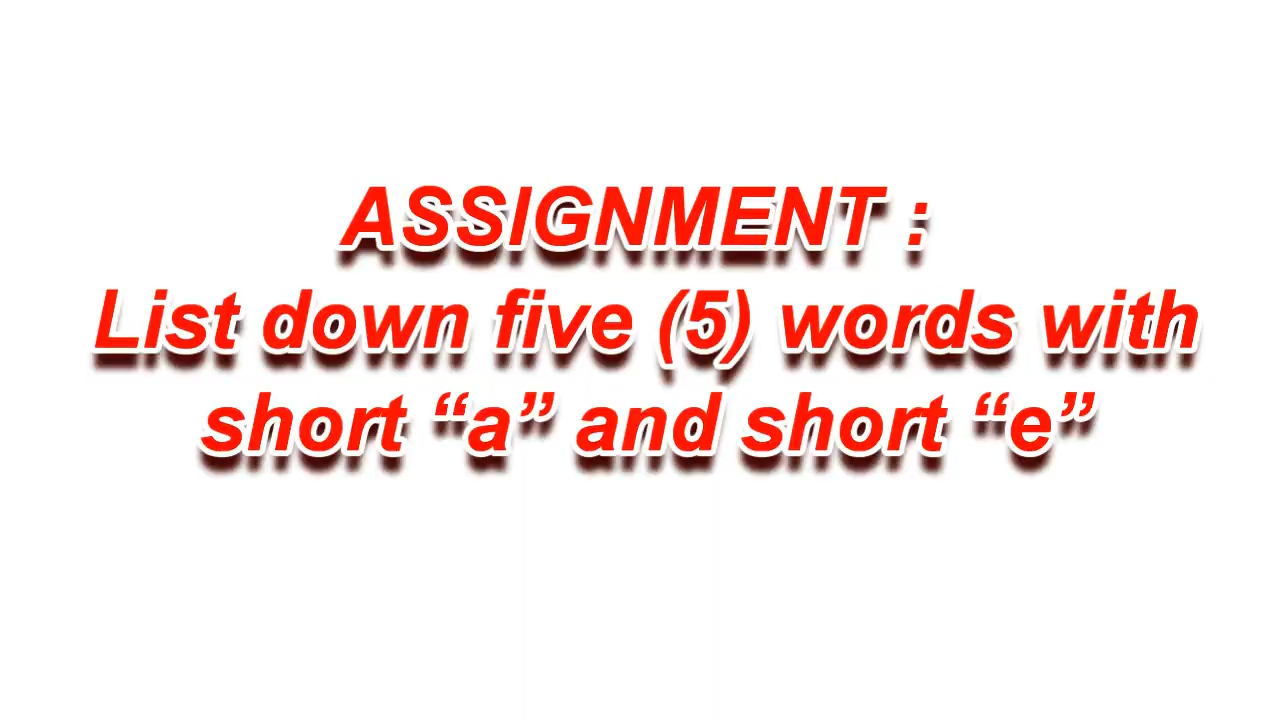 ASSIGNMENT :
List down five (5) words with
short “a” and short “e”